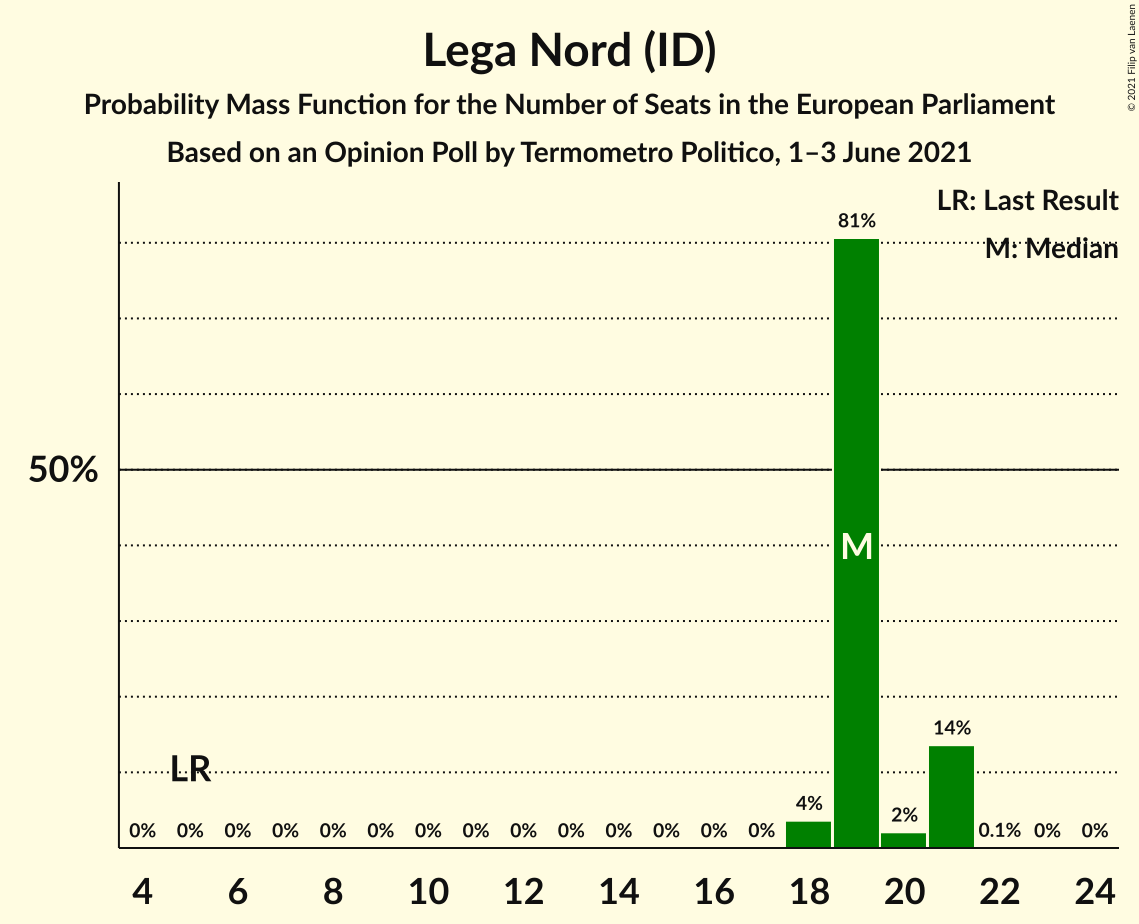 Lega Nord (ID)
Probability Mass Function for the Number of Seats in the European Parliament
Based on an Opinion Poll by Termometro Politico, 1–3 June 2021
© 2021 Filip van Laenen
LR: Last Result
M: Median
81%
50%
M
14%
LR
4%
2%
0% 0% 0% 0% 0% 0% 0% 0% 0% 0% 0% 0% 0% 0% 0.1% 0% 0%
4 6 8 10 12 14 16 18 20 22 24